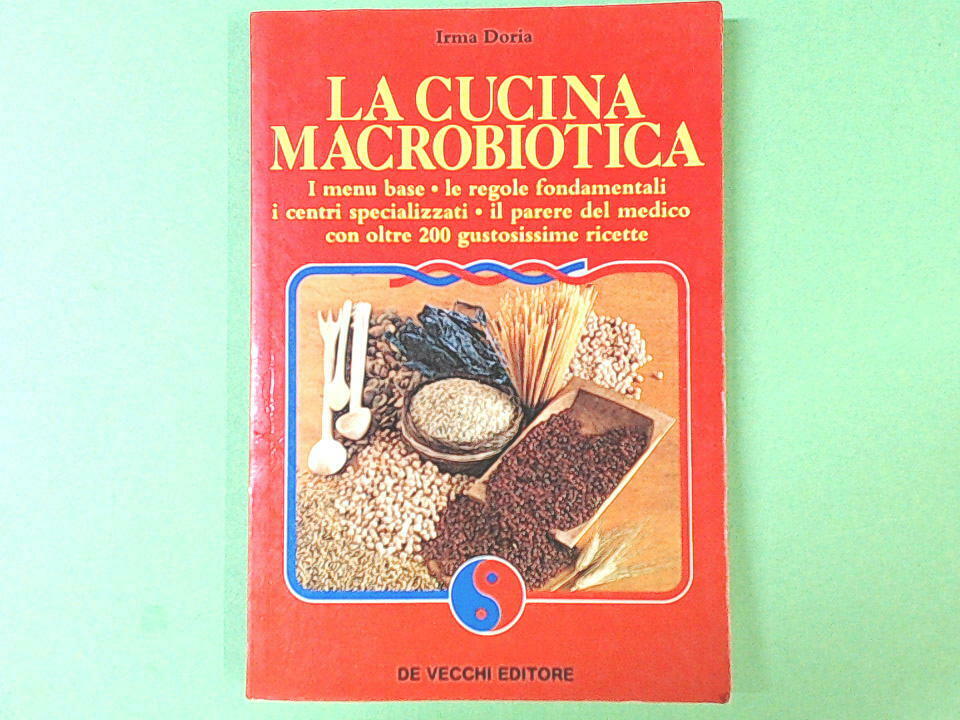 Irma Doria
LA CUCINA
MACROBIOTICA
I menu base • le regole fondamentali
i centri specializzati • il parere del medico
con oltre 200 gustosissime ricette
DE VECCHI EDITORE